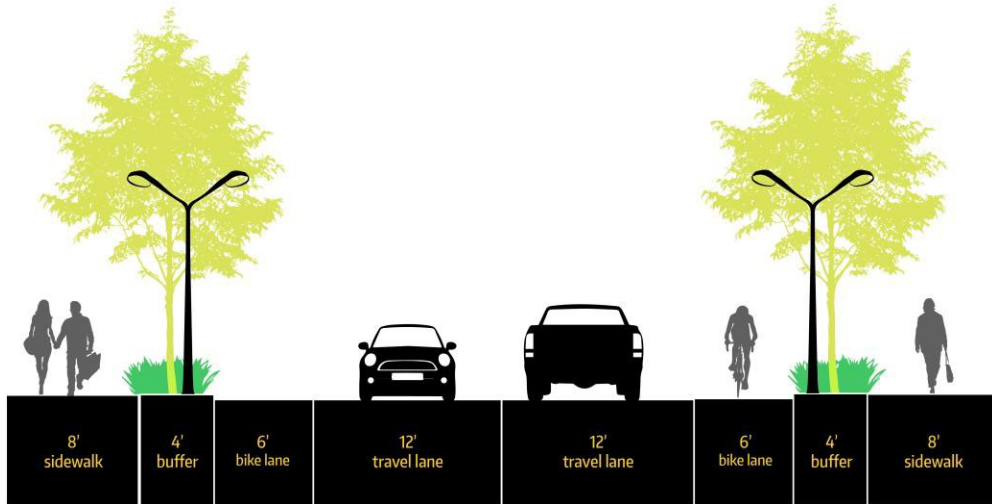 8'
sidewalk
4'
buffer
6'
bike lane
12'
travel lane
12'
travel lane
6'
bike lane
4'
buffer
8'
sidewalk